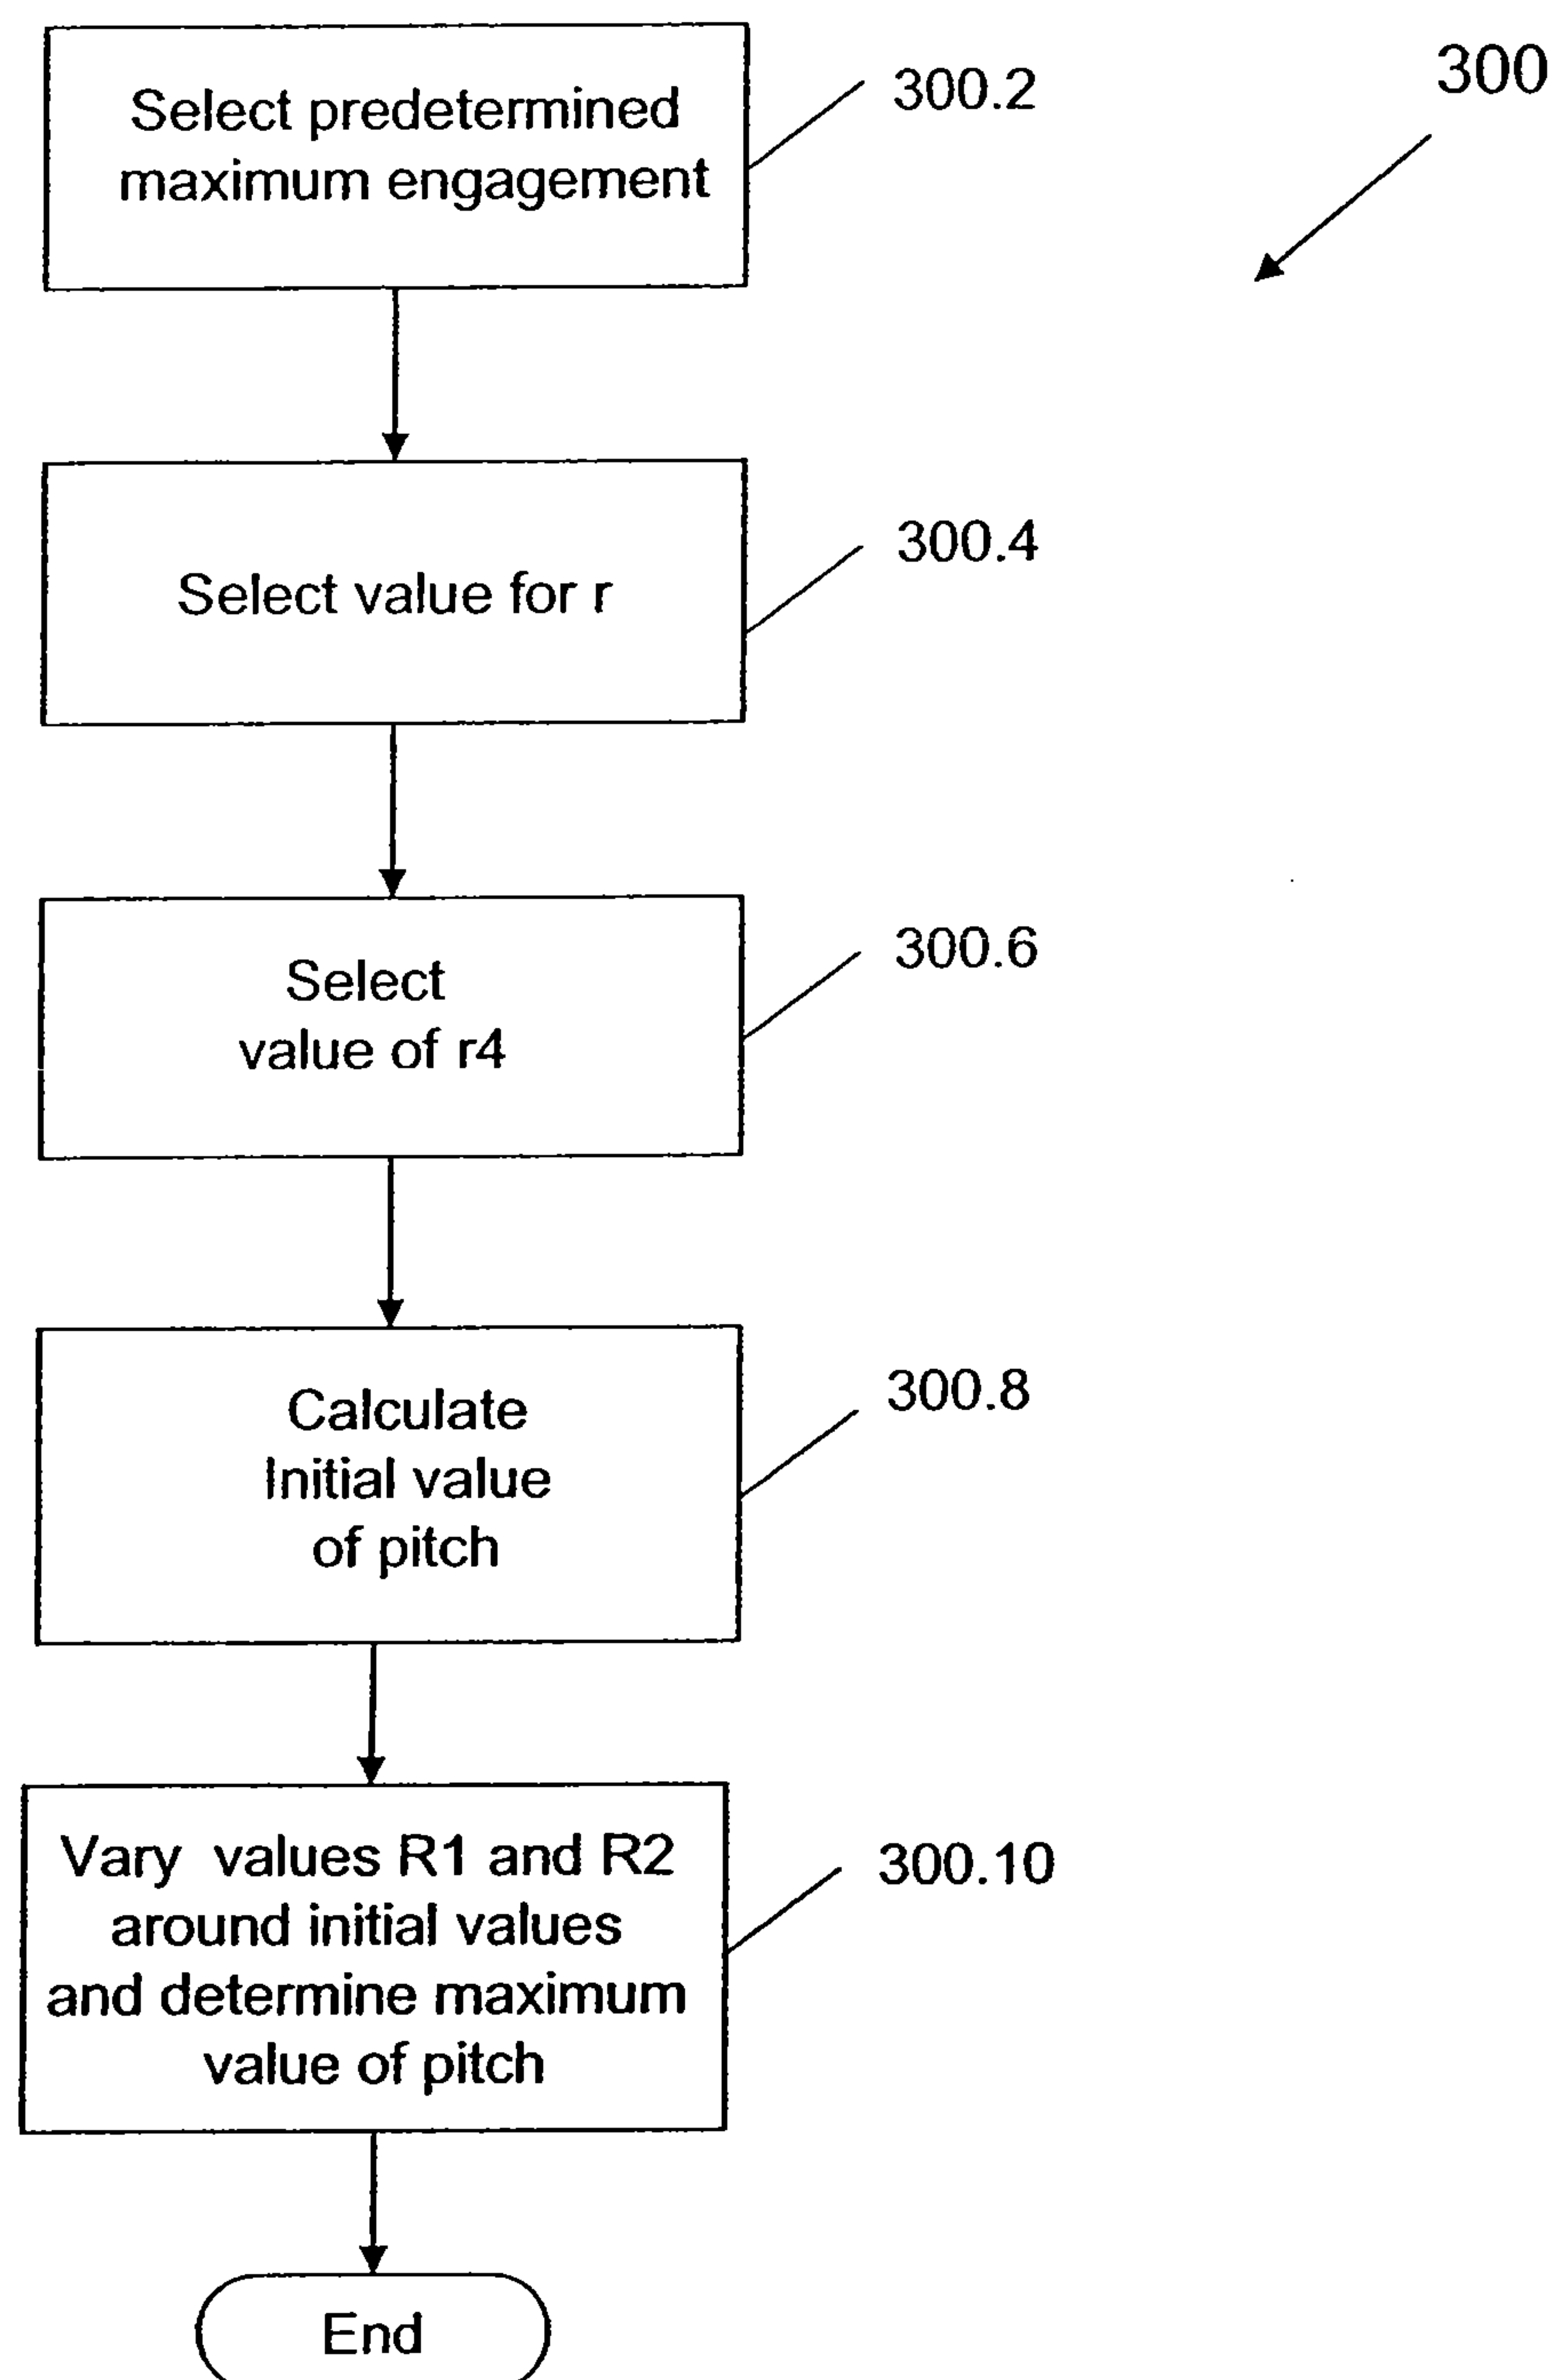 300
Select predetermined
maximum engagement
300.2
Select value for r
300.4
Select
value of r4
300.6
Calculate
Initial value
of pitch
300.8
Vary values R1 and R2
around initial values
and determine maximum
value of pitch
300.10
End